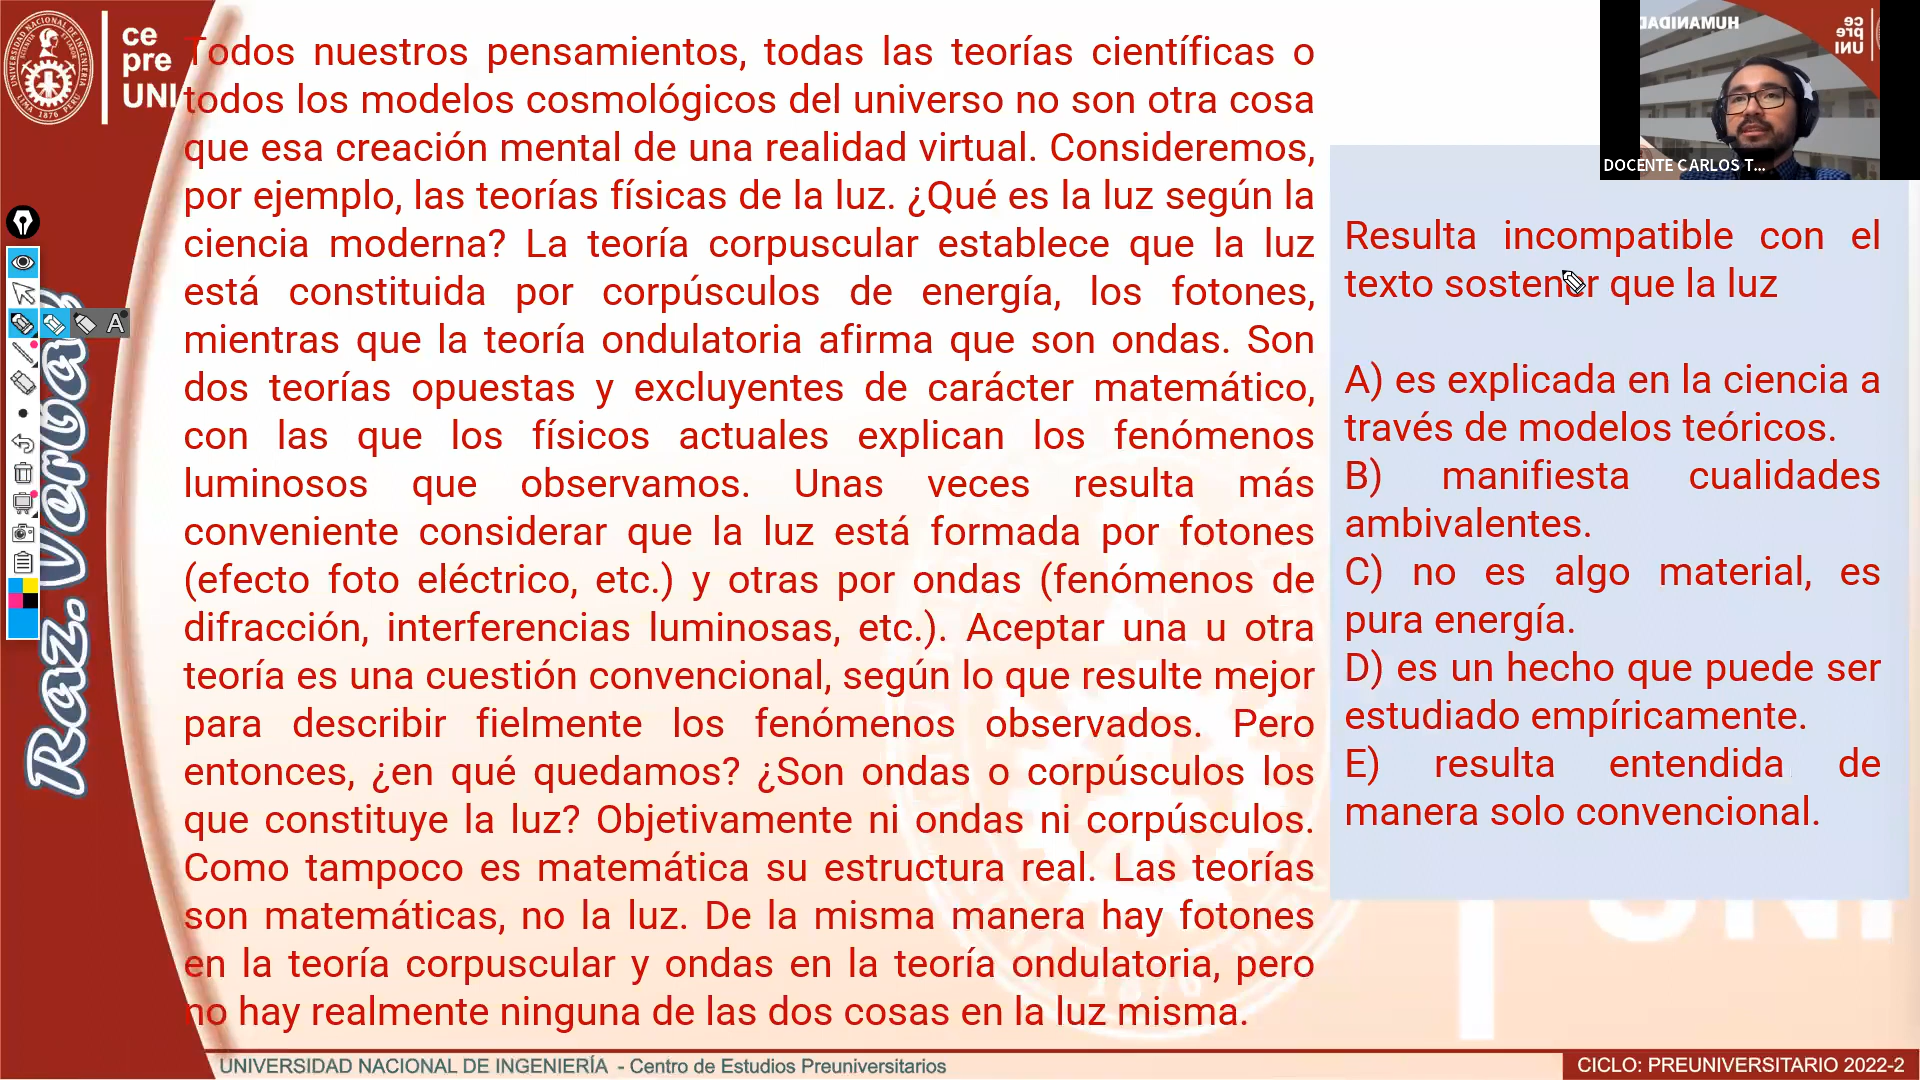 ce
pre
UNI
Todos nuestros pensamientos, todas las teorías científicas o
todos los modelos cosmológicos del universo no son otra cosa
que esa creación mental de una realidad virtual. Consideremos,
por ejemplo, las teorías físicas de la luz. ¿Qué es la luz según la
ciencia moderna? La teoría corpuscular establece que la luz
está constituida por corpúsculos de energía, los fotones,
mientras que la teoría ondulatoria afirma que son ondas. Son
dos teorías opuestas y excluyentes de carácter matemático,
con las que los físicos actuales explican los fenómenos
luminosos que observamos. Unas veces resulta más
conveniente considerar que la luz está formada por fotones
(efecto foto eléctrico, etc.) y otras por ondas (fenómenos de
difracción, interferencias luminosas, etc.). Aceptar una u otra
teoría es una cuestión convencional, según lo que resulte mejor
para describir fielmente los fenómenos observados. Pero
entonces, ¿en qué quedamos? ¿Son ondas o corpúsculos los
que constituye la luz? Objetivamente ni ondas ni corpúsculos.
Como tampoco es matemática su estructura real. Las teorías
son matemáticas, no la luz. De la misma manera hay fotones
en la teoría corpuscular y ondas en la teoría ondulatoria, pero
no hay realmente ninguna de las dos cosas en la luz misma.
HUMANIDAD
ce
pre
UNI
DOCENTE CARLOS T...
Resulta incompatible con el
texto sostener que la luz
A) es explicada en la ciencia a
través de modelos teóricos.
B) manifiesta cualidades
ambivalentes.
C) no es algo material, es
pura energía.
D) es un hecho que puede ser
estudiado empíricamente.
E) resulta entendida de
manera solo convencional.
A
Raz. Verbal
UNI
UNIVERSIDAD NACIONAL DE INGENIERÍA - Centro de Estudios Preuniversitarios
CICLO: PREUNIVERSITARIO 2022-2